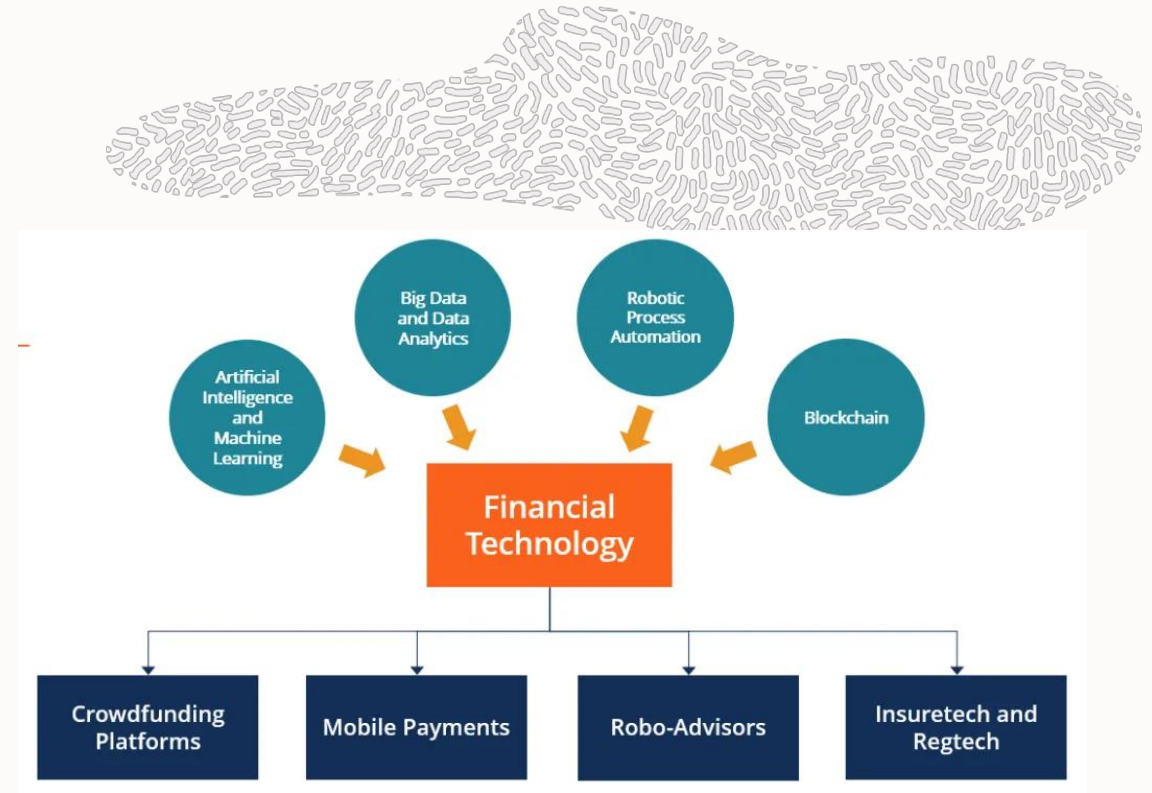 Big Data
and Data
Analytics
Robotic
Process
Automation
Artificial
Intelligence
and
Machine
Learning
Blockchain
Financial
Technology
Crowdfunding
Platforms
Mobile Payments
Robo-Advisors
Insuretech and
Regtech